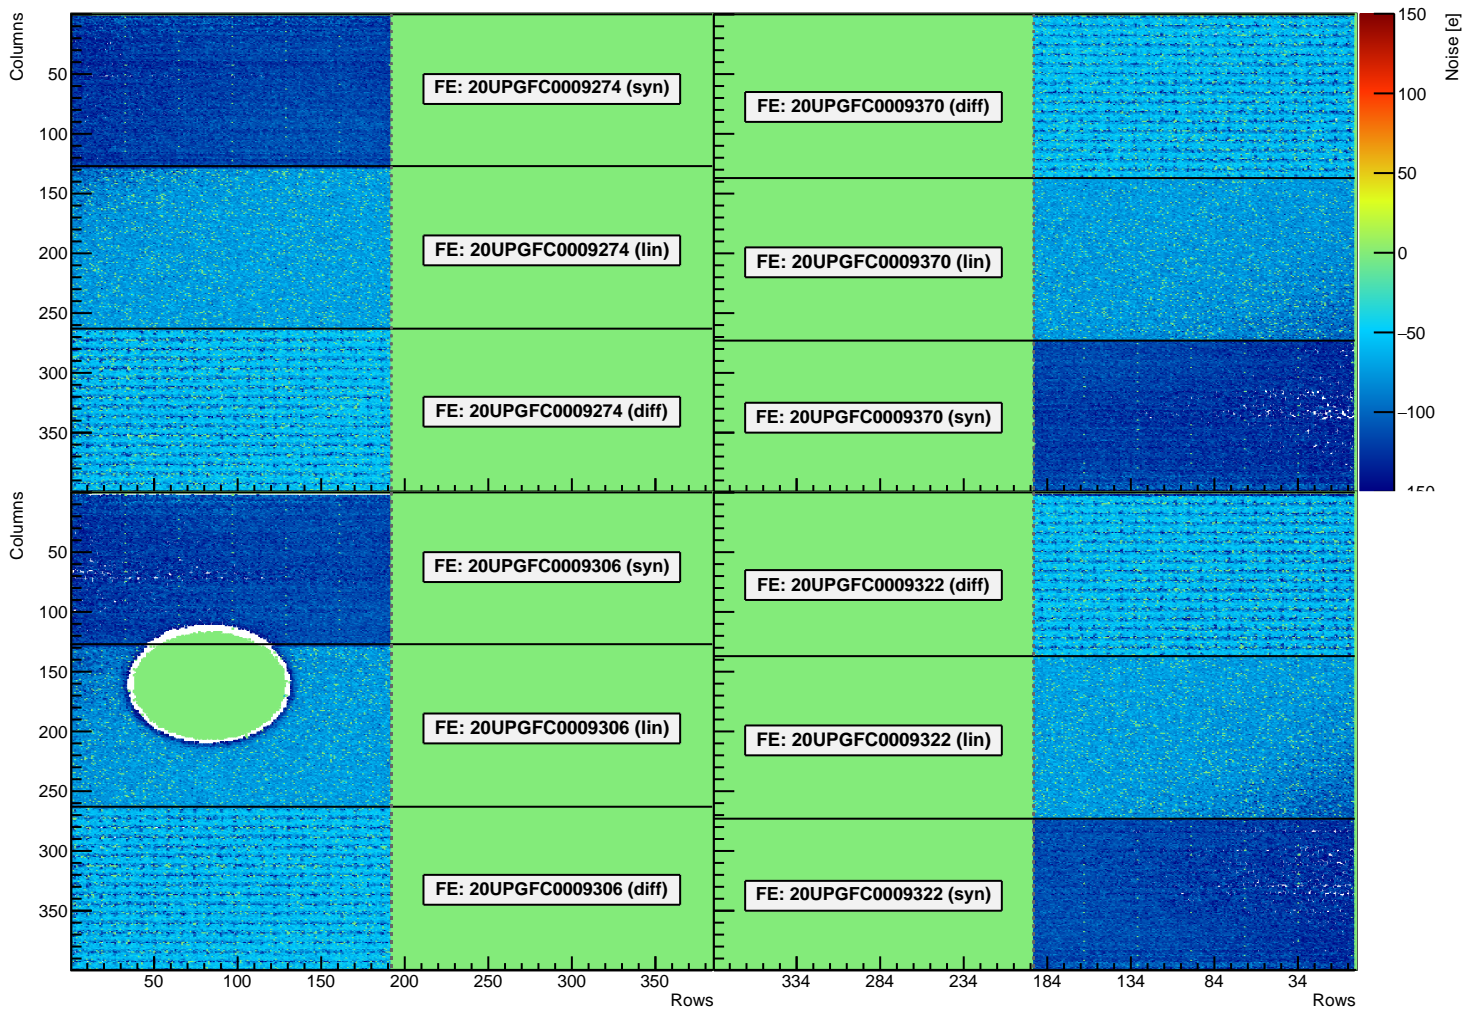 Columns
50
100
150
200
250
300
350
FE: 20UPGFC0009274 (syn)
FE: 20UPGFC0009274 (lin)
FE: 20UPGFC0009274 (diff)
FE: 20UPGFC0009370 (diff)
FE: 20UPGFC0009370 (lin)
FE: 20UPGFC0009370 (syn)
150
100
50
0
−50
−100
150
Noise [e]
Columns
50
100
150
200
250
300
350
FE: 20UPGFC0009306 (syn)
FE: 20UPGFC0009306 (lin)
FE: 20UPGFC0009306 (diff)
FE: 20UPGFC0009322 (diff)
FE: 20UPGFC0009322 (lin)
FE: 20UPGFC0009322 (syn)
50 100 150 200 250 300 350
Rows
334 284 234 184 134 84 34
Rows